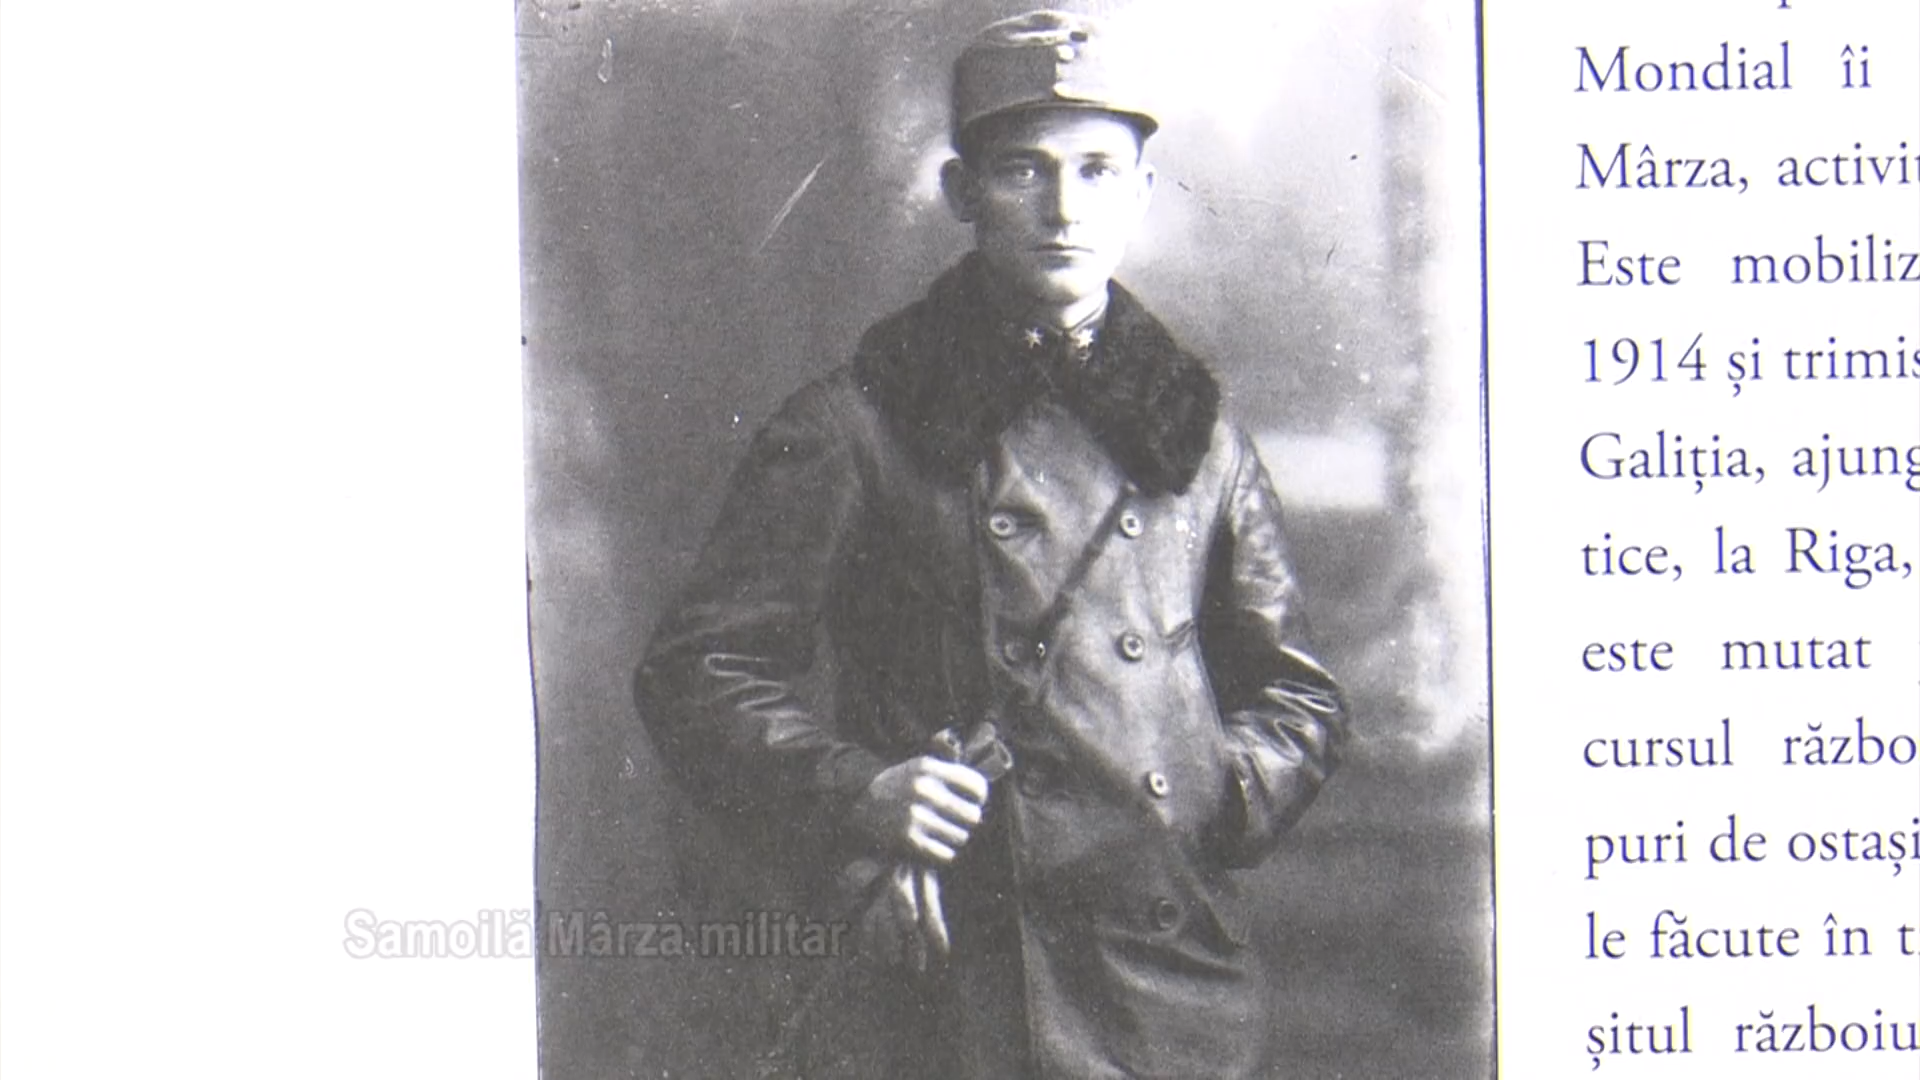 Mondial îi
Mârza, activit
Este mobiliz
1914 și trimis
Galiția, ajung
tice, la Riga,
este mutat
cursul războ
puri de ostași
le făcute în t
șitul războiu
Samoilă Mârza militar